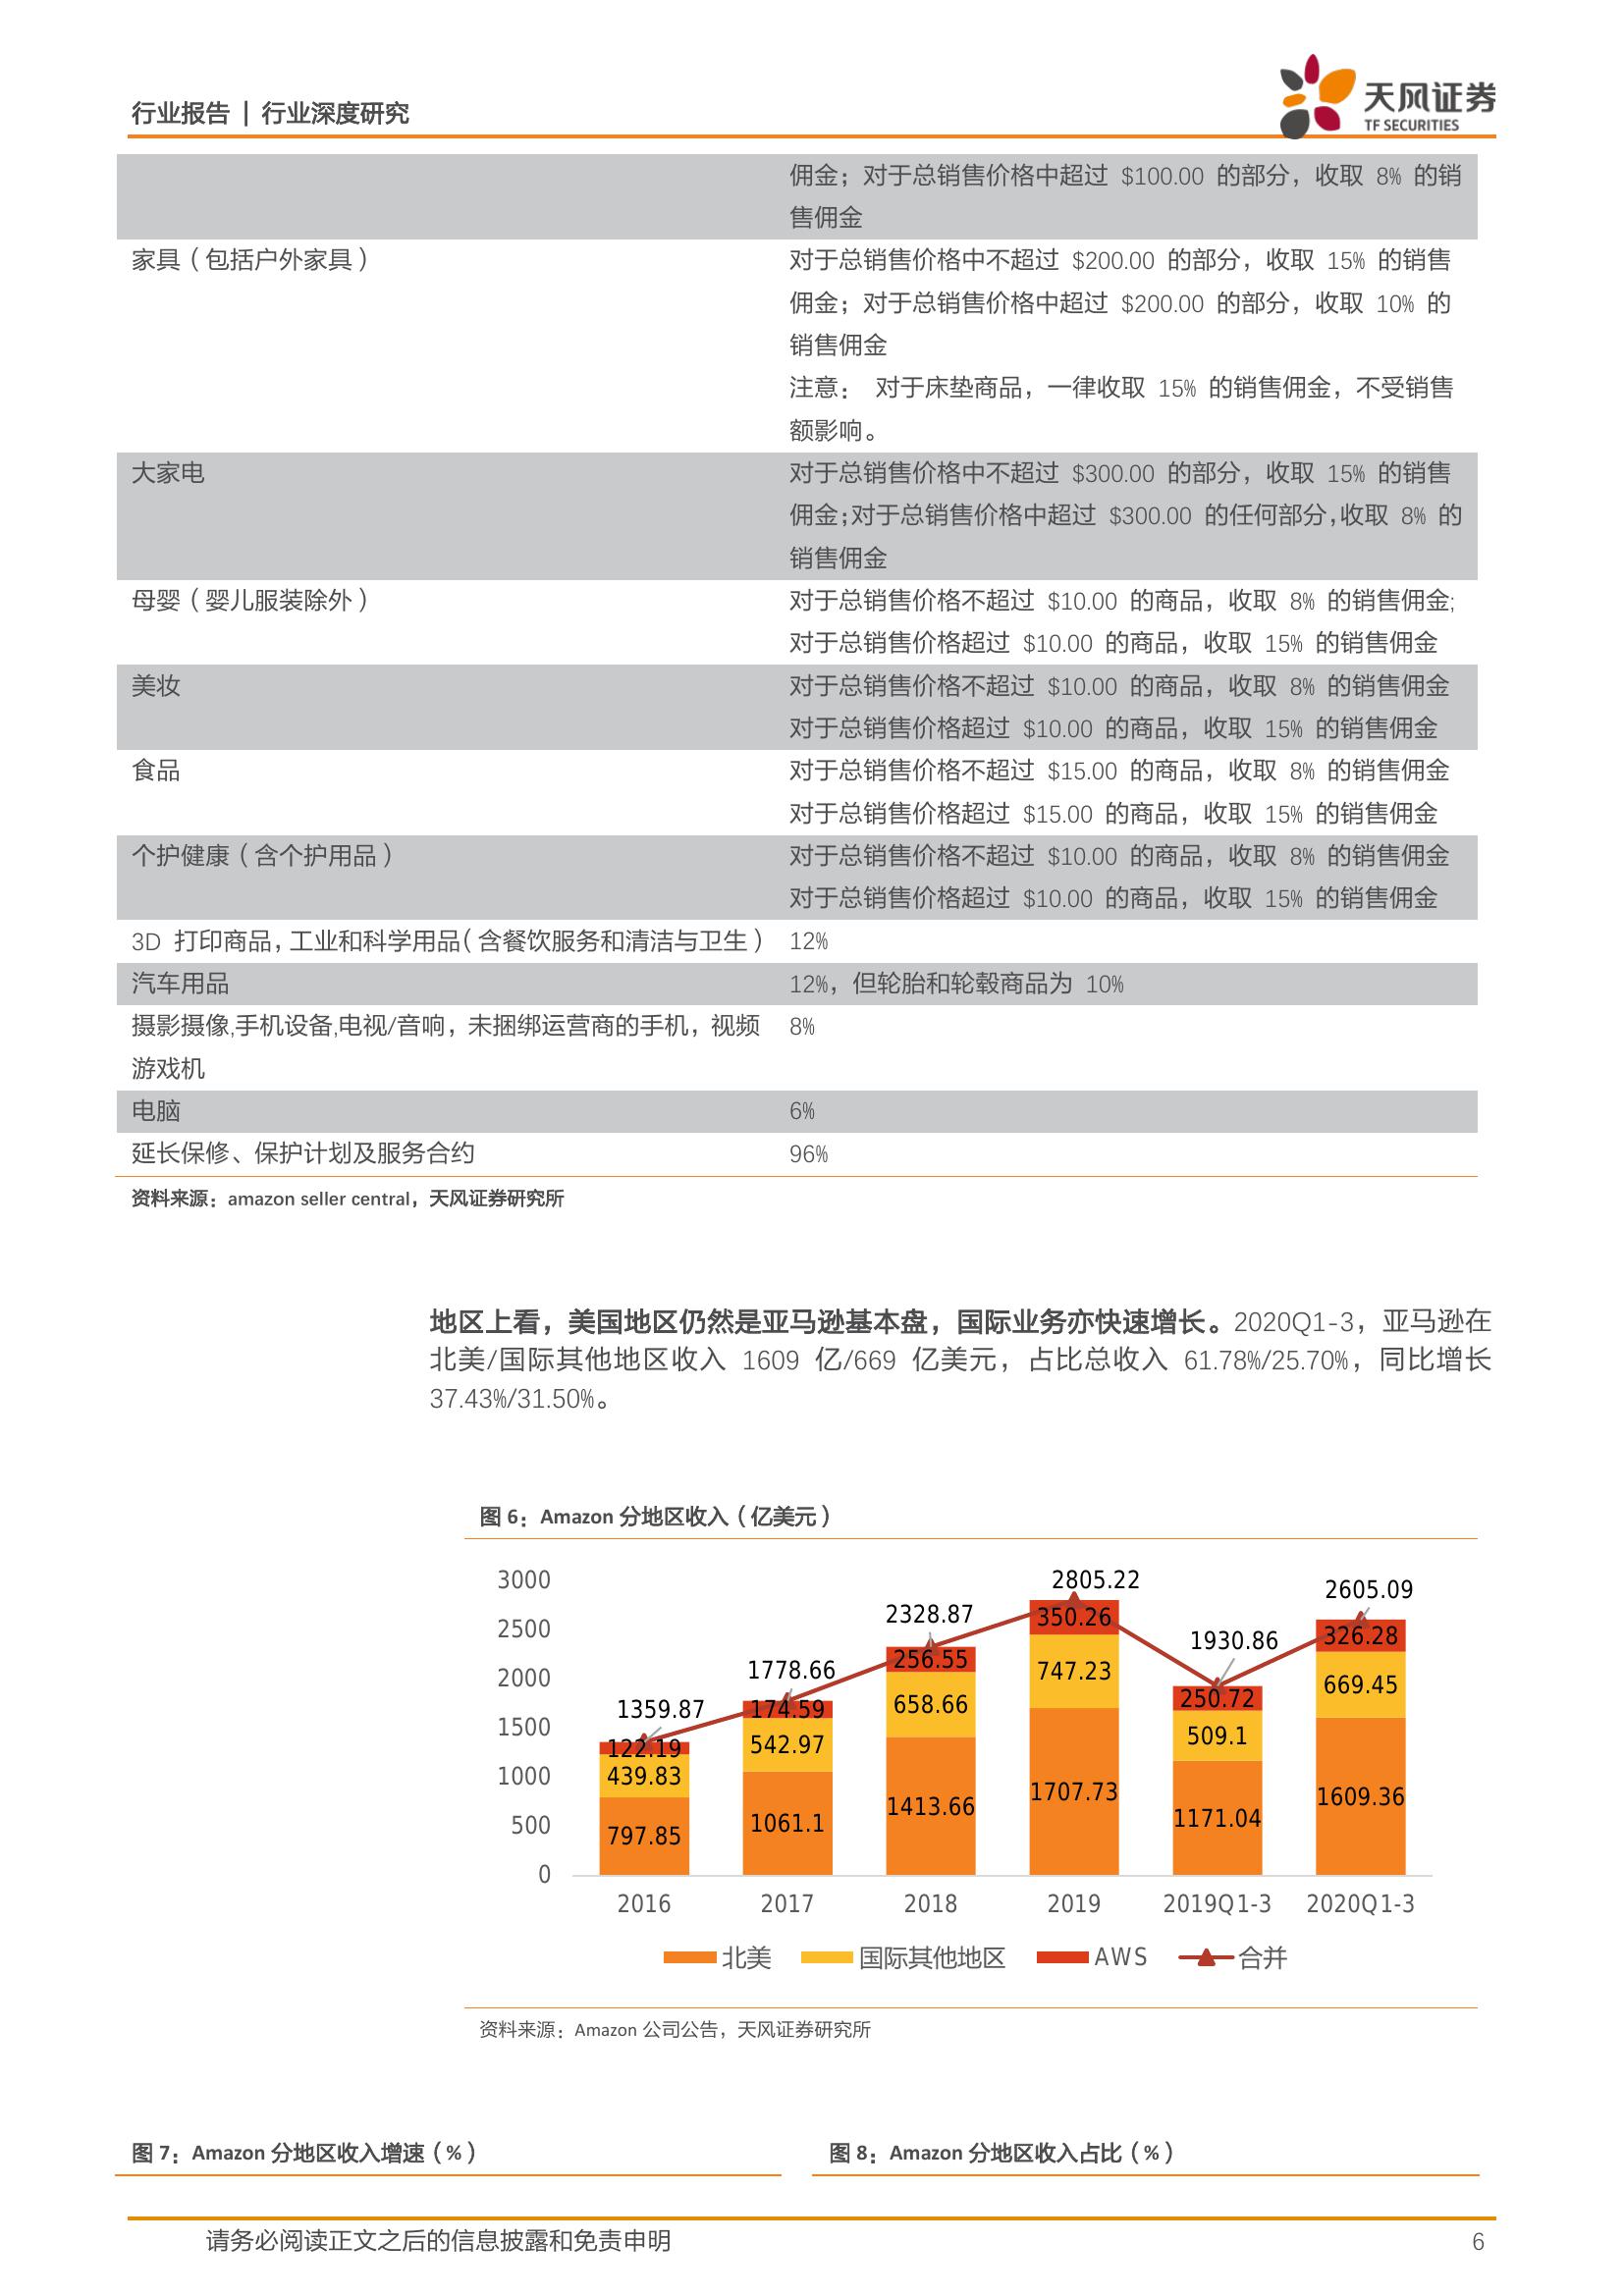 行业报告 | 行业深度研究
天风证券
TF SECURITIES
佣金；对于总销售价格中超过 $100.00 的部分，收取 8% 的销
售佣金
家具（包括户外家具）
对于总销售价格中不超过 $200.00 的部分，收取 15% 的销售
佣金；对于总销售价格中超过 $200.00 的部分，收取 10% 的
销售佣金
注意： 对于床垫商品，一律收取 15% 的销售佣金，不受销售
额影响。
大家电
对于总销售价格中不超过 $300.00 的部分，收取 15% 的销售
佣金；对于总销售价格中超过 $300.00 的任何部分，收取 8% 的
销售佣金
母婴（婴儿服装除外）
对于总销售价格不超过 $10.00 的商品，收取 8% 的销售佣金;
对于总销售价格超过 $10.00 的商品，收取 15% 的销售佣金
美妆
对于总销售价格不超过 $10.00 的商品，收取 8% 的销售佣金
对于总销售价格超过 $10.00 的商品，收取 15% 的销售佣金
食品
对于总销售价格不超过 $15.00 的商品，收取 8% 的销售佣金
对于总销售价格超过 $15.00 的商品，收取 15% 的销售佣金
个护健康（含个护用品）
对于总销售价格不超过 $10.00 的商品，收取 8% 的销售佣金
对于总销售价格超过 $10.00 的商品，收取 15% 的销售佣金
3D 打印商品，工业和科学用品（含餐饮服务和清洁与卫生） 12%
汽车用品 12%，但轮胎和轮毂商品为 10%
摄影摄像,手机设备,电视/音响，未捆绑运营商的手机，视频 8%
游戏机
电脑 6%
延长保修、保护计划及服务合约 96%
资料来源：amazon seller central，天风证券研究所
地区上看，美国地区仍然是亚马逊基本盘，国际业务亦快速增长。2020Q1-3，亚马逊在
北美/国际其他地区收入 1609 亿/669 亿美元，占比总收入 61.78%/25.70%，同比增长
37.43%/31.50%。
图 6：Amazon 分地区收入（亿美元）
3000
2500
2000
1500
1000
500
0
1359.87
122.19
439.83
797.85
1778.66
174.59
542.97
1061.1
2328.87
256.55
658.66
1413.66
2805.22
350.26
747.23
1707.73
1930.86
250.72
509.1
1171.04
2605.09
326.28
669.45
1609.36
2016 2017 2018 2019 2019Q1-3 2020Q1-3
北美 国际其他地区 AWS 合并
资料来源：Amazon 公司公告，天风证券研究所
图 7：Amazon 分地区收入增速（%）
图 8：Amazon 分地区收入占比（%）
请务必阅读正文之后的信息披露和免责申明 6